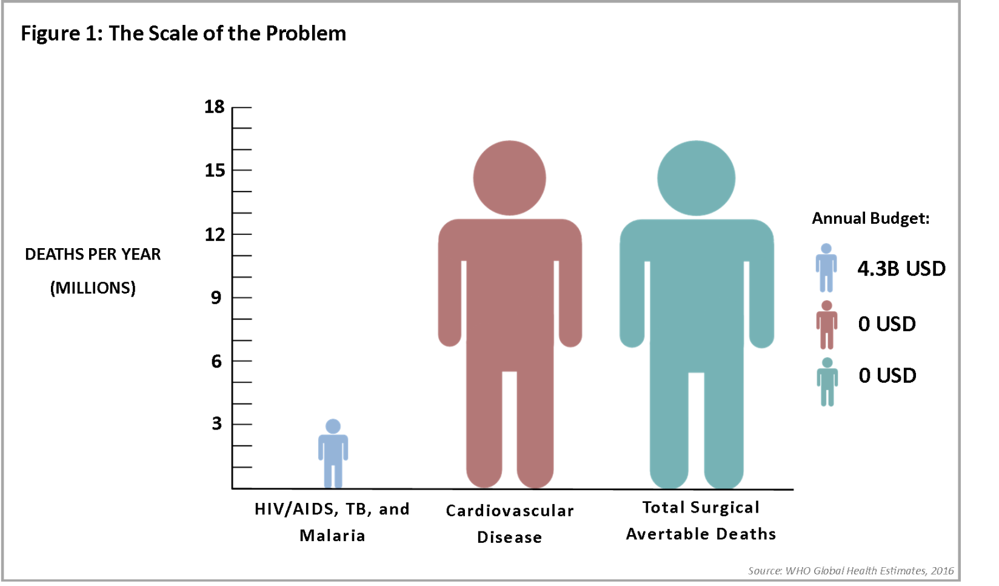 Figure 1: The Scale of the Problem
18
15
12
9
6
3
DEATHS PER YEAR
(MILLIONS)
HIV/AIDS, TB, and
Malaria
Cardiovascular
Disease
Total Surgical
Avertable Deaths
Annual Budget:
4.3B USD
0 USD
0 USD
Source: WHO Global Health Estimates, 2016